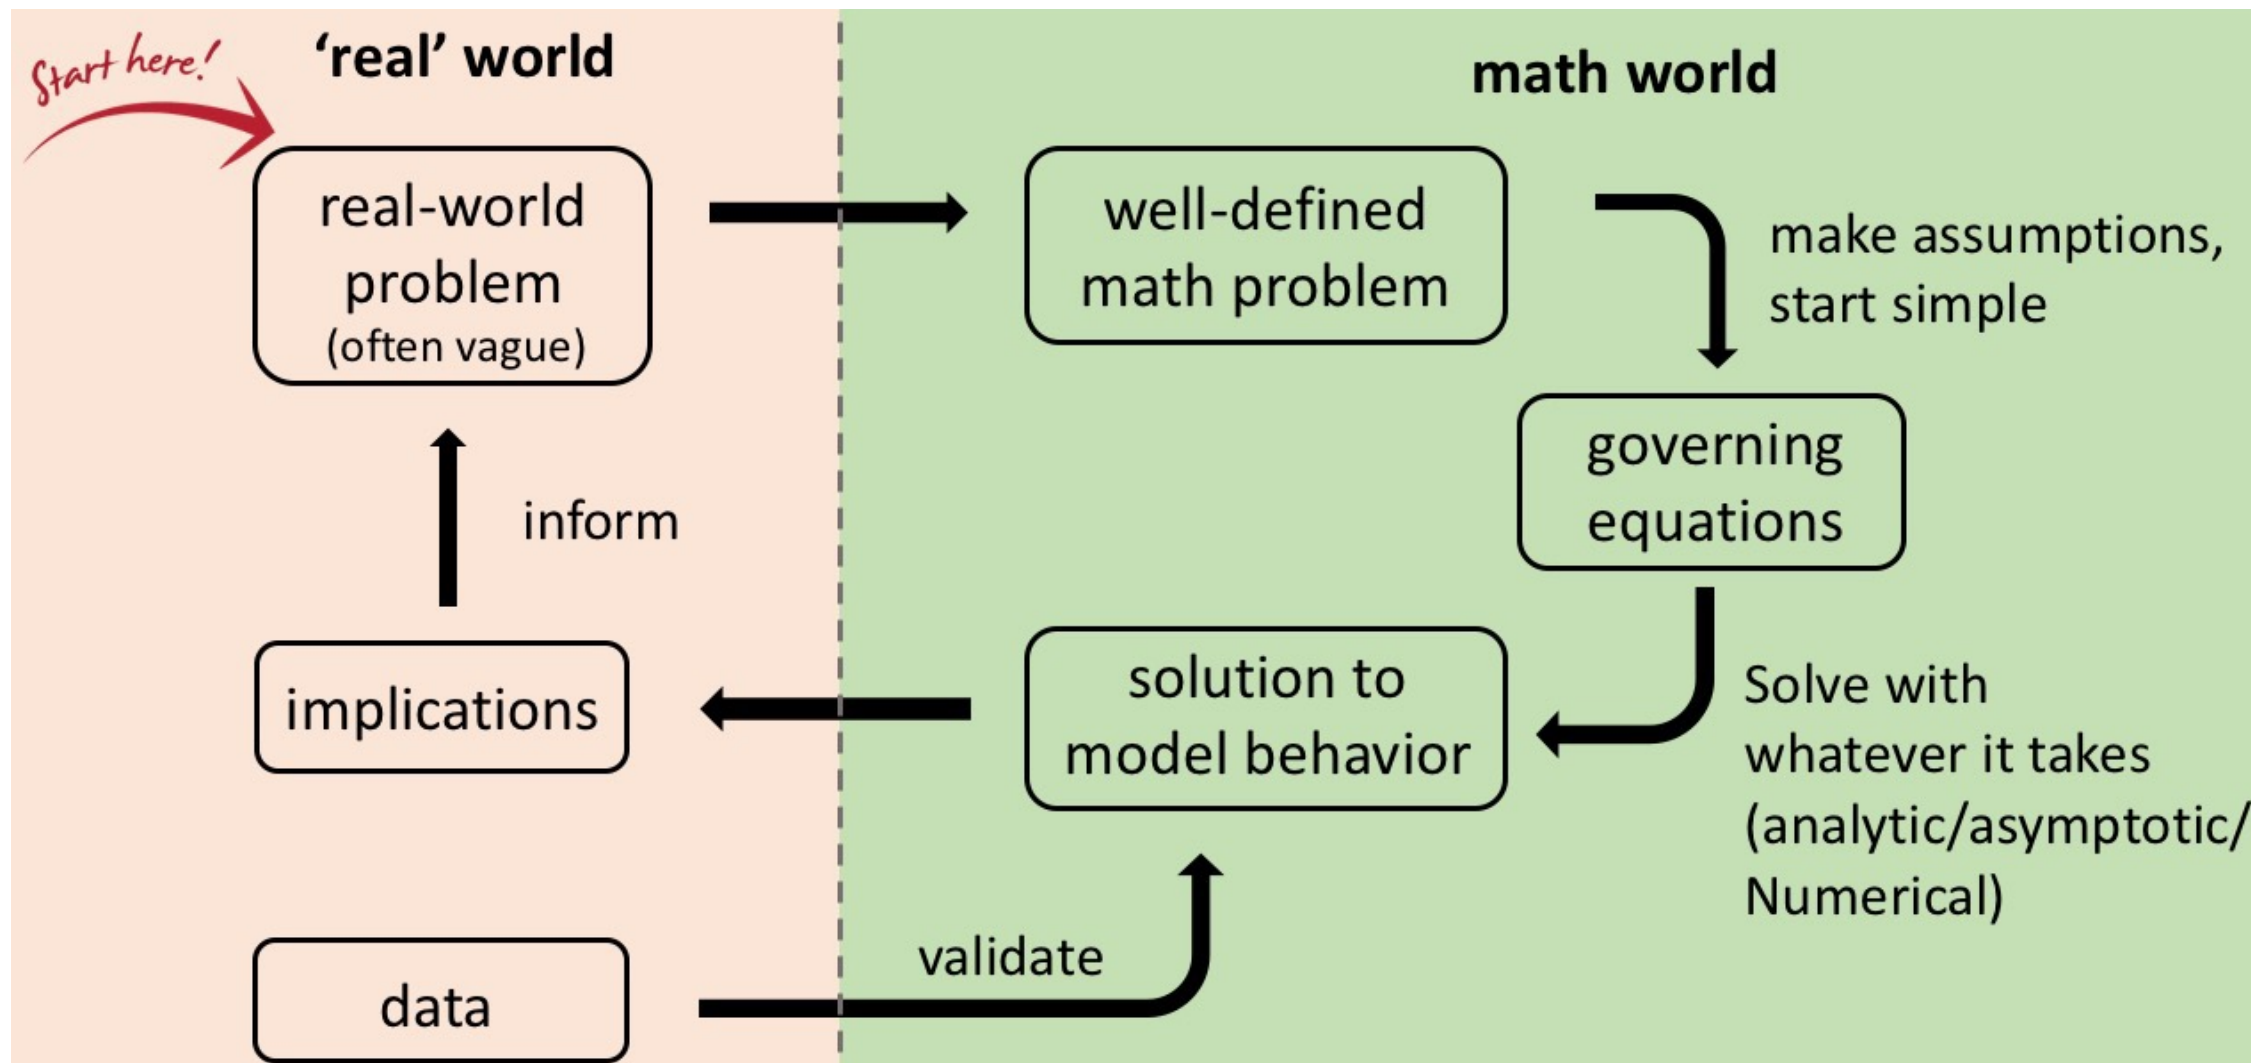 Start here!
‘real’ world
math world
real-world
problem
(often vague)
well-defined
math problem
make assumptions,
start simple
governing
equations
inform
implications
solution to
model behavior
Solve with
whatever it takes
(analytic/asymptotic/
Numerical)
validate
data